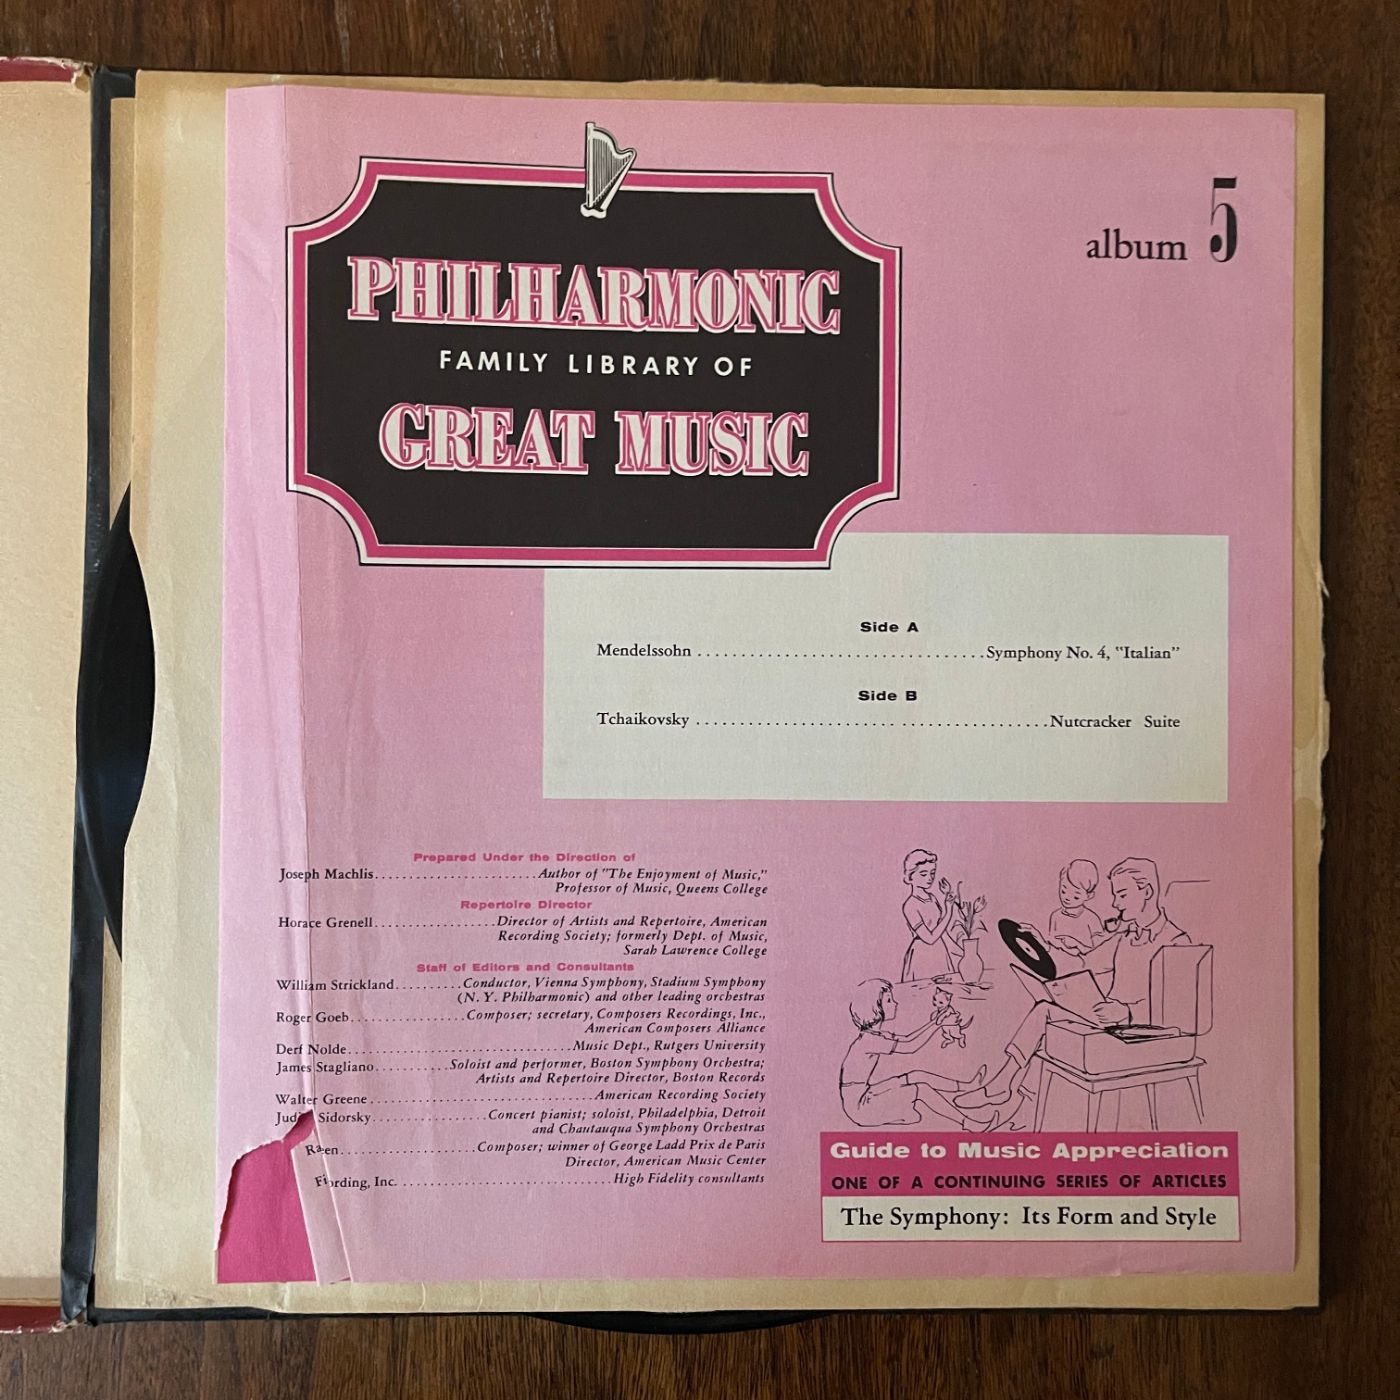 album 5
PHILHARMONIC
FAMILY LIBRARY OF
GREAT MUSIC
Side A
Mendelssohn ................................ Symphony No. 4, "Italian"
Side B
Tchaikovsky ........................................ Nutcracker Suite
Prepared Under the Direction of
Joseph Machlis........................Author of "The Enjoyment of Music,"
Professor of Music, Queens College
Repertoire Director
Horace Grenell..................Director of Artists and Repertoire, American
Recording Society; formerly Dept. of Music,
Sarah Lawrence College
Staff of Editors and Consultants
William Strickland..........Conductor, Vienna Symphony, Stadium Symphony
(N. Y. Philharmonic) and other leading orchestras
Roger Goeb.................Composer; secretary, Composers Recordings, Inc.,
American Composers Alliance
Derf Nolde.................................Music Dept., Rutgers University
James Stagliano...........Soloist and performer, Boston Symphony Orchestra;
Artists and Repertoire Director, Boston Records
Walter Greene.................................American Recording Society
Sidorsky................Concert pianist; soloist, Philadelphia, Detroit
and Chautauqua Symphony Orchestras
....................Composer; winner of George Ladd Prix de Paris
Director, American Music Center
Inc. ...............................High Fidelity consultants
Guide to Music Appreciation
ONE OF A CONTINUING SERIES OF ARTICLES
The Symphony: Its Form and Style